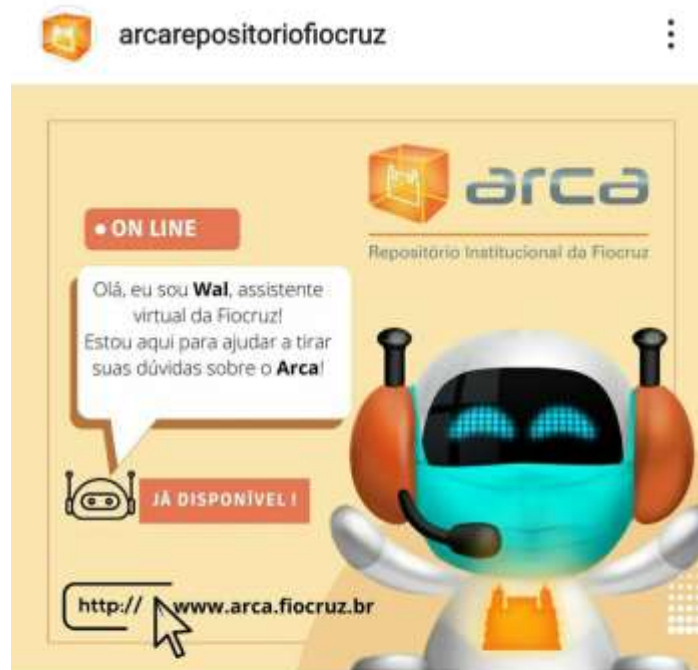 arcarepositoriofiocruz
arca
Repositório Institucional da Fiocruz
• ON LINE
Olá, eu sou Wal, assistente
virtual da Fiocruz!
Estou aqui para ajudar a tirar
suas dúvidas sobre o Arca!
JÁ DISPONÍVEL !
http:// www.arca.fiocruz.br